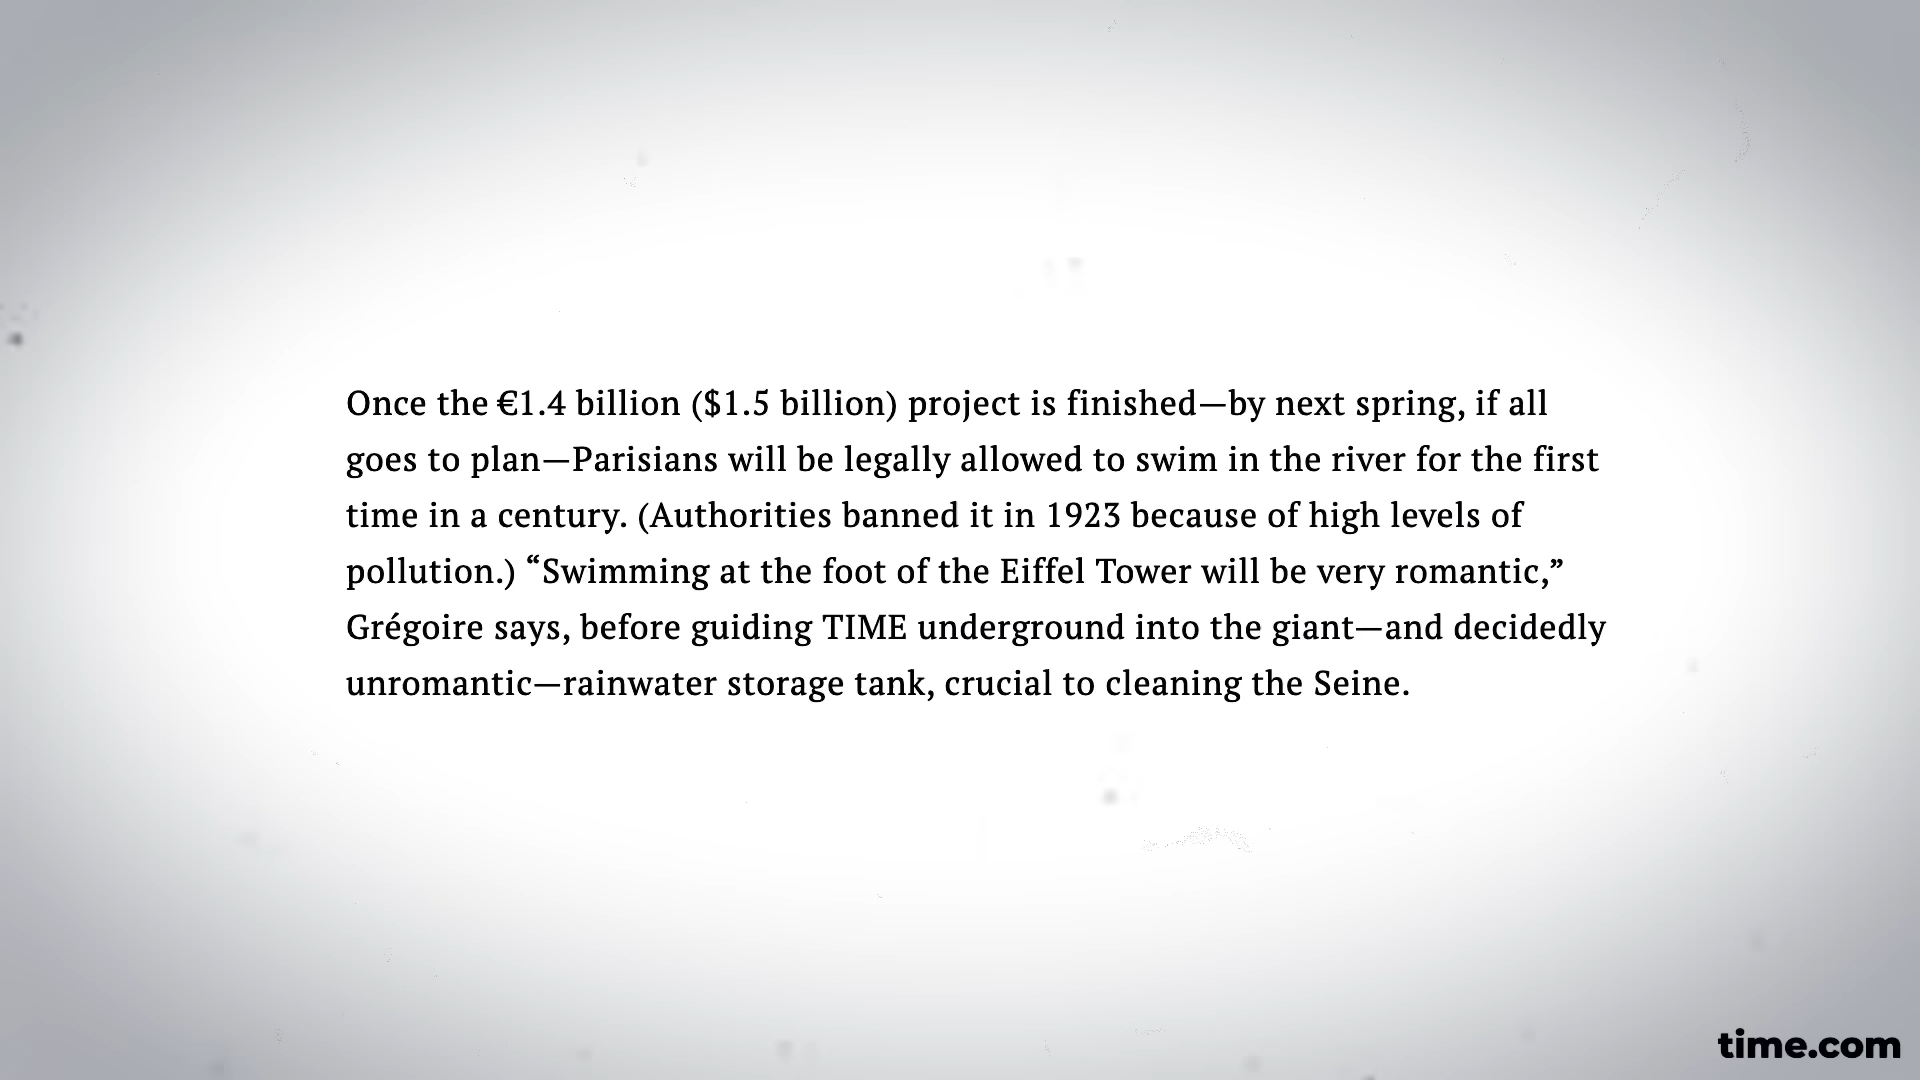 Once the €1.4 billion ($1.5 billion) project is finished—by next spring, if all
goes to plan—Parisians will be legally allowed to swim in the river for the first
time in a century. (Authorities banned it in 1923 because of high levels of
pollution.) “Swimming at the foot of the Eiffel Tower will be very romantic,”
Grégoire says, before guiding TIME underground into the giant—and decidedly
unromantic—rainwater storage tank, crucial to cleaning the Seine.
time.com